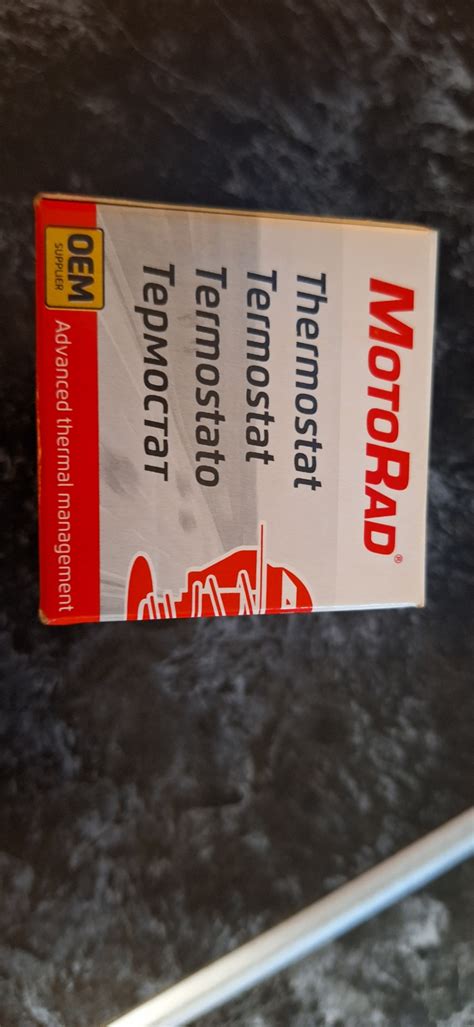 MOTORAD®
Thermostat
Termostat
Termostato
Термостат
OEM
SUPPLIER
Advanced thermal management